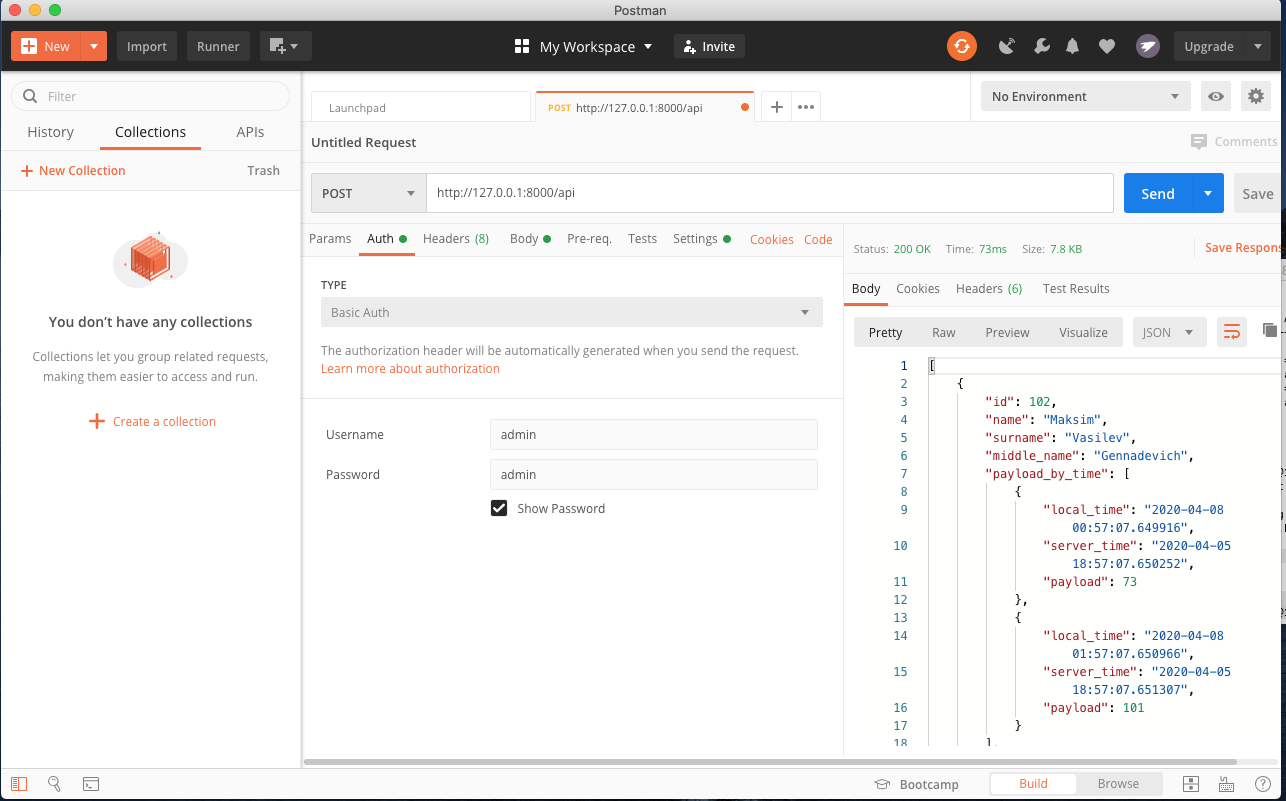 Postman
New Import Runner My Workspace Invite Upgrade
Filter
History Collections APIs
New Collection Trash
You don’t have any collections
Collections let you group related requests,
making them easier to access and run.
Create a collection
Launchpad POST http://127.0.0.1:8000/api No Environment
Untitled Request Comments
POST http://127.0.0.1:8000/api Send Save
Params Auth Headers (8) Body Pre-req. Tests Settings Cookies Code
TYPE
Basic Auth
The authorization header will be automatically generated when you send the request.
Learn more about authorization
Username admin
Password admin
Show Password
Status: 200 OK Time: 73ms Size: 7.8 KB Save Respons
Body Cookies Headers (6) Test Results
Pretty Raw Preview Visualize JSON
1 [
2 {
3 "id": 102,
4 "name": "Maksim",
5 "surname": "Vasilev",
6 "middle_name": "Gennadevich",
7 "payload_by_time": [
8 {
9 "local_time": "2020-04-08
00:57:07.649916",
10 "server_time": "2020-04-05
18:57:07.650252",
11 "payload": 73
12 },
13 {
14 "local_time": "2020-04-08
01:57:07.650966",
15 "server_time": "2020-04-05
18:57:07.651307",
16 "payload": 101
17 }
18 ],
Bootcamp Build Browse